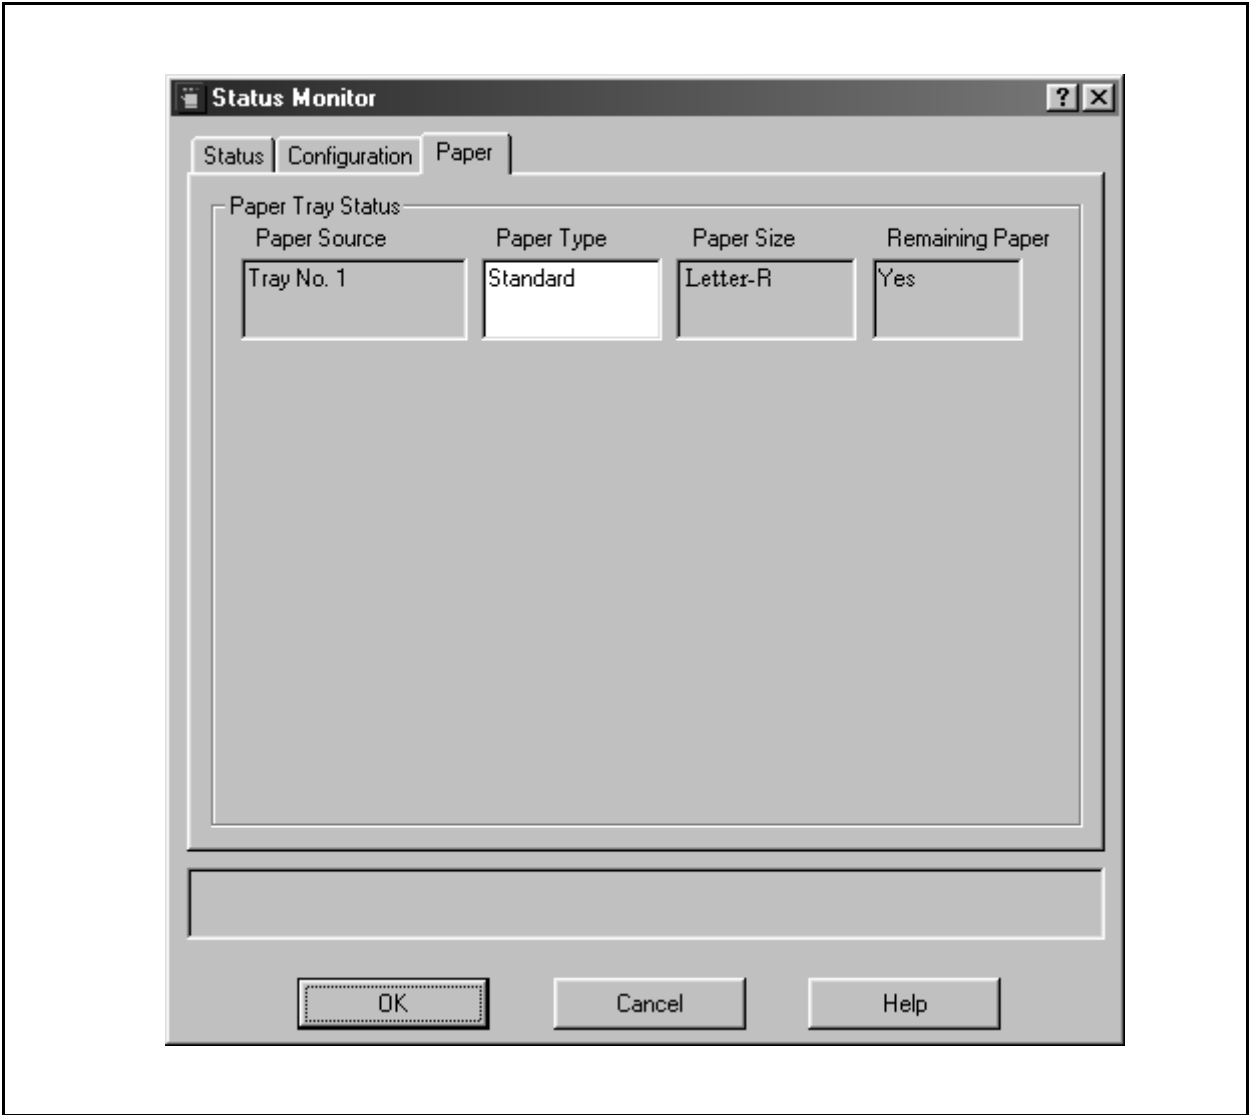 Status Monitor
Status Configuration Paper
Paper Tray Status
Paper Source Paper Type Paper Size Remaining Paper
Tray No. 1 Standard Letter-R Yes
OK Cancel Help